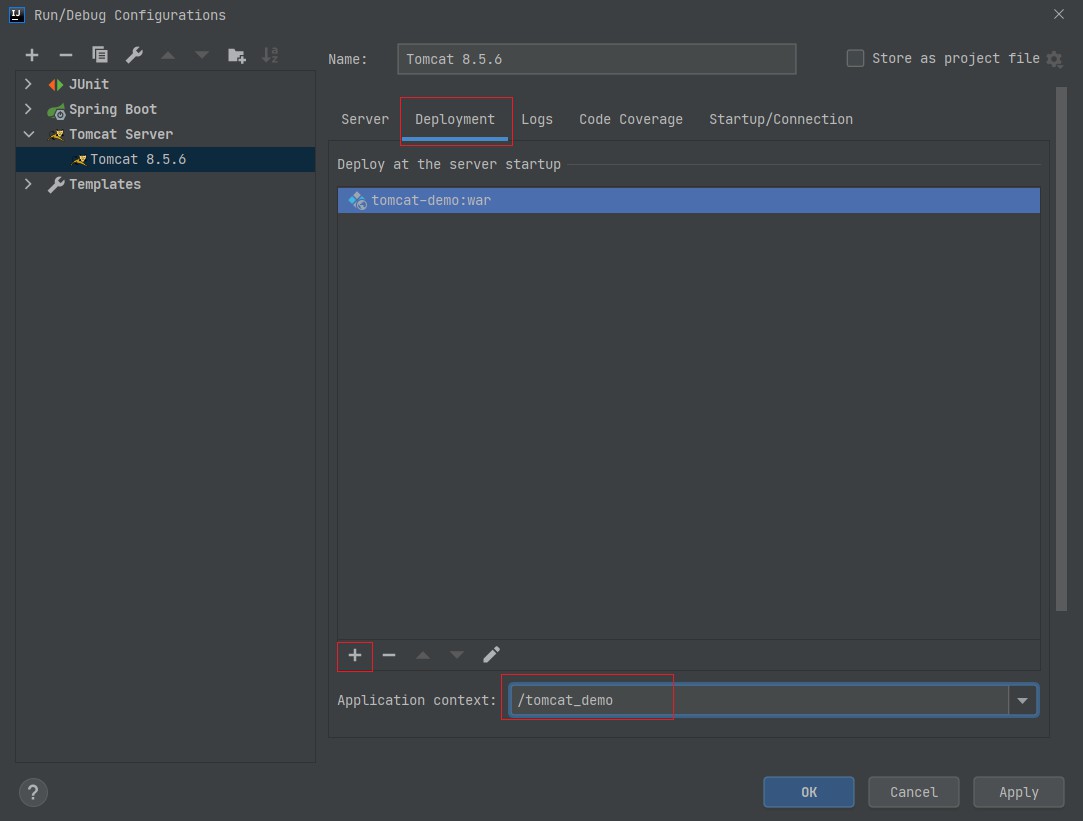 Run/Debug Configurations
Name:
Tomcat 8.5.6
Store as project file
JUnit
Spring Boot
Tomcat Server
Tomcat 8.5.6
Templates
Server Deployment Logs Code Coverage Startup/Connection
Deploy at the server startup
tomcat-demo:war
Application context: /tomcat_demo
? OK Cancel Apply